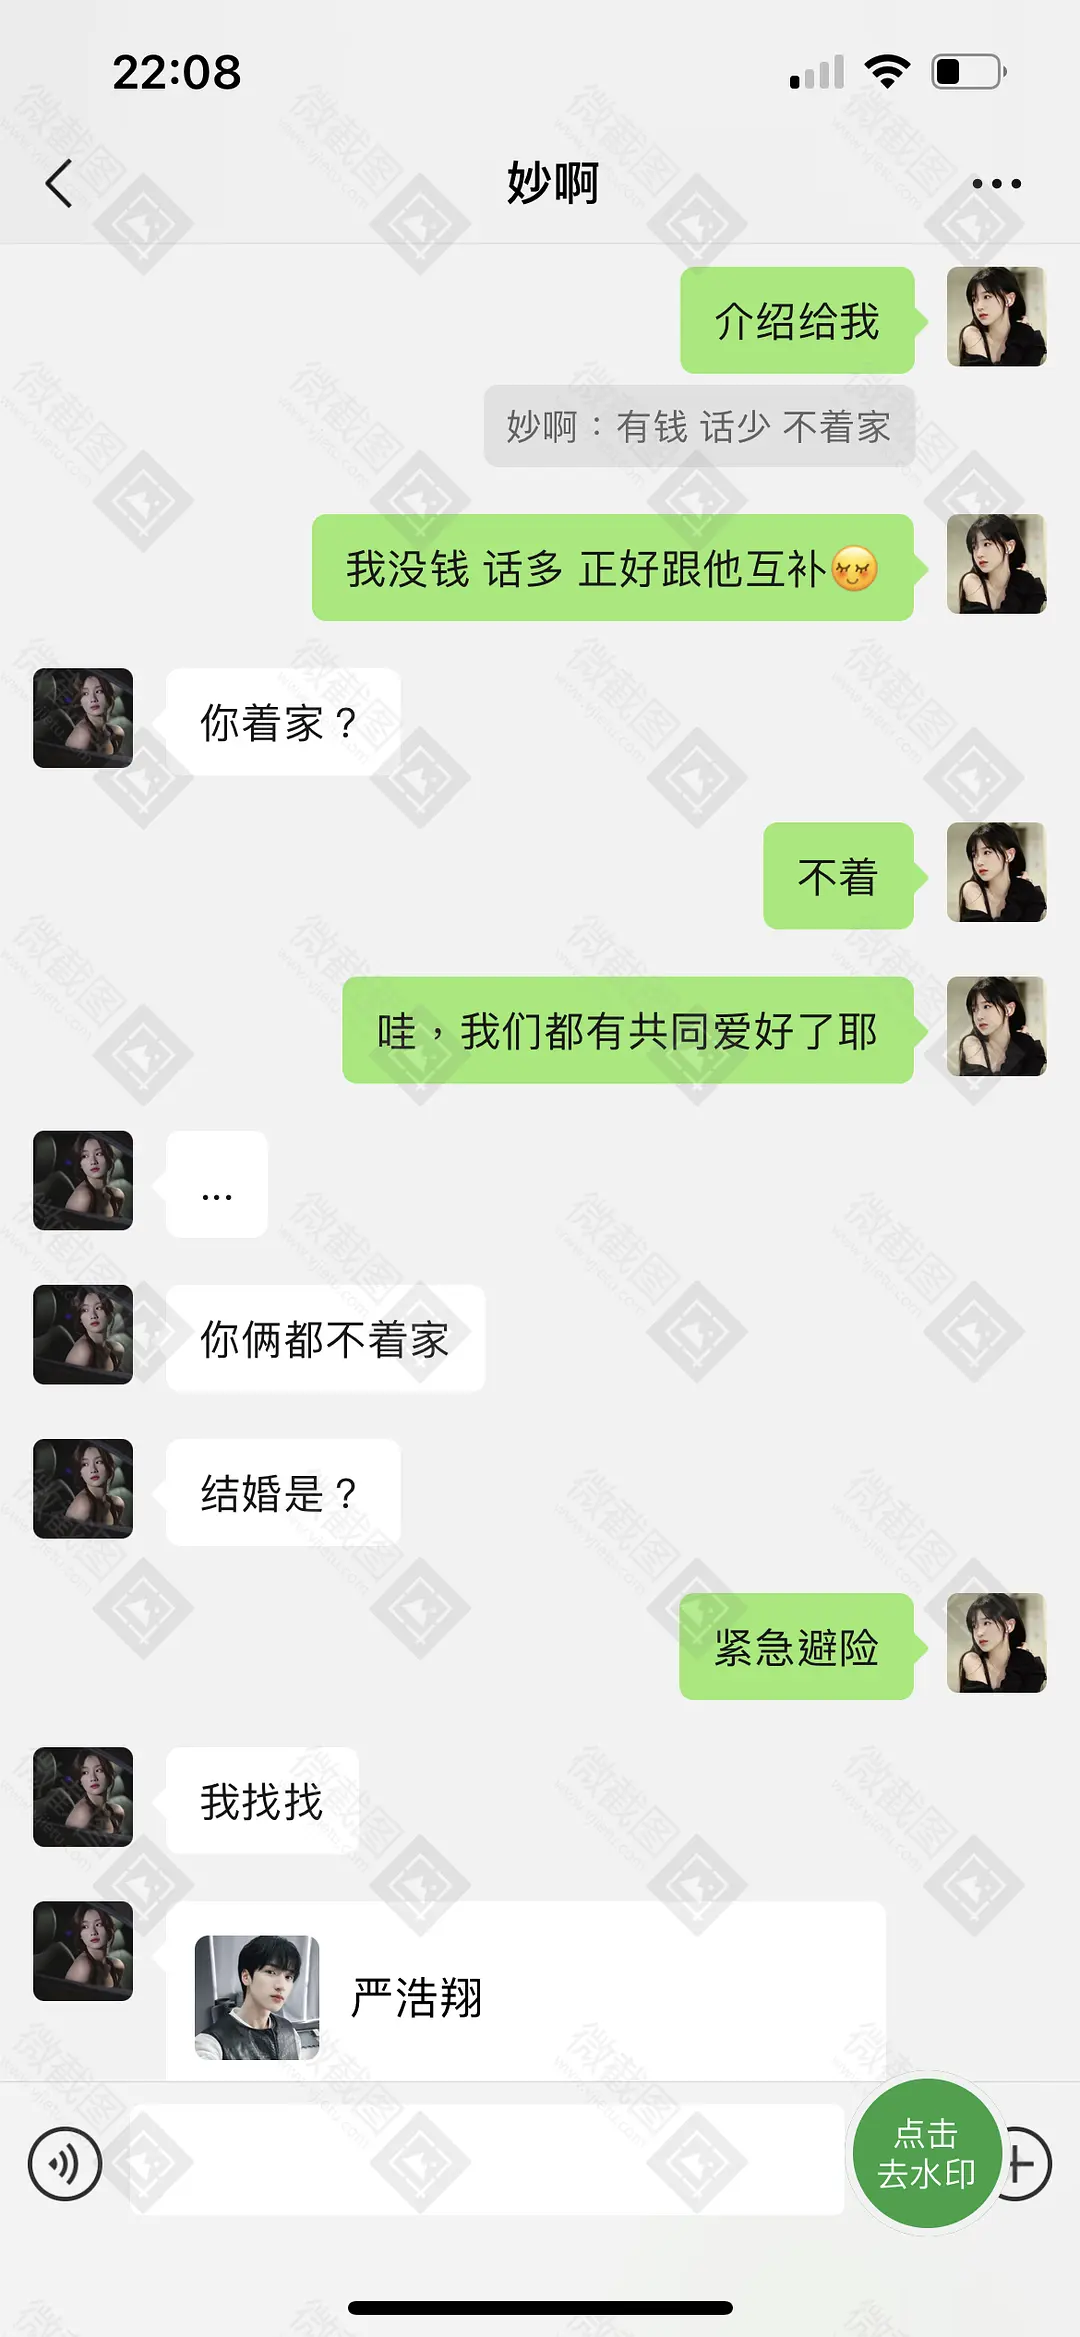 22:08
妙啊
介绍给我
妙啊：有钱 话少 不着家
我没钱 话多 正好跟他互补
你着家？
不着
哇，我们都有共同爱好了耶
...
你俩都不着家
结婚是？
紧急避险
我找找
严浩翔
点击
去水印
微截图